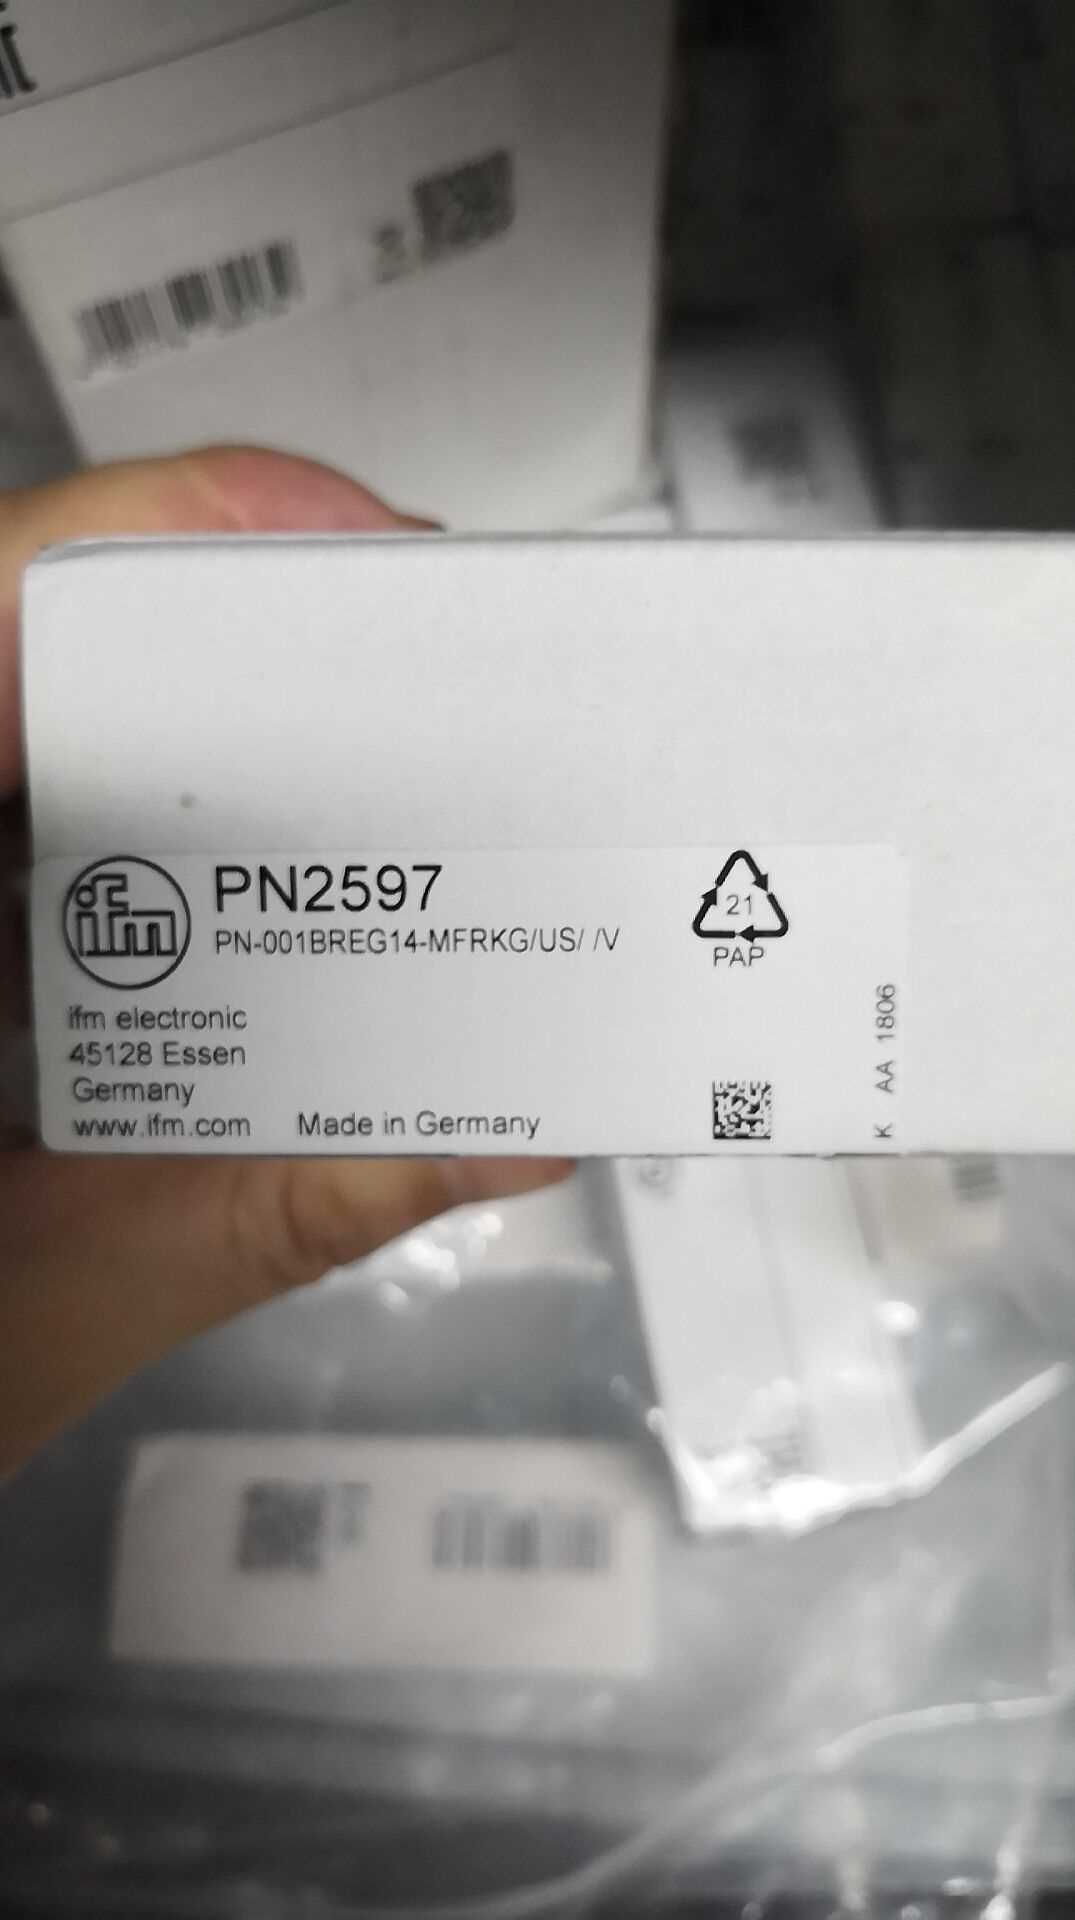 ifm
PN2597
PN-001BREG14-MFRKG/US/ /V
21
PAP
ifm electronic
45128 Essen
Germany
www.ifm.com Made in Germany
K AA 1806